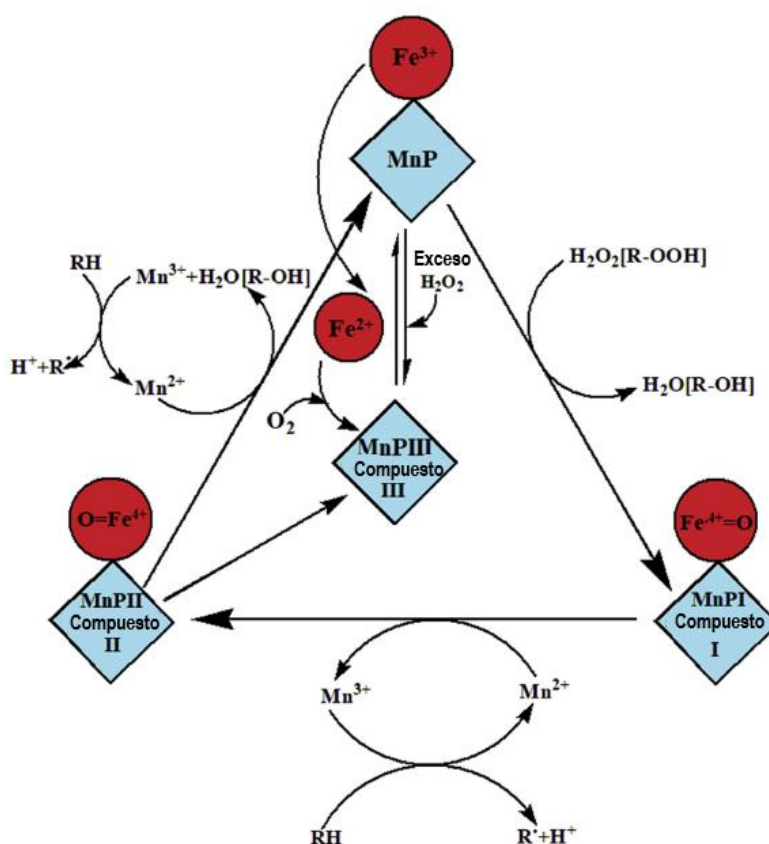 Fe³⁺
MnP
Exceso
H₂O₂
H₂O₂[R-OOH]
RH
Mn³⁺+H₂O[R-OH]
Fe²⁺
H⁺+R˙
Mn²⁺
H₂O[R-OH]
O₂
MnPIII
Compuesto
III
O=Fe⁴⁺
Fe⁴⁺=O
MnPII
Compuesto
II
MnPI
Compuesto
I
Mn³⁺
Mn²⁺
RH
R˙+H⁺